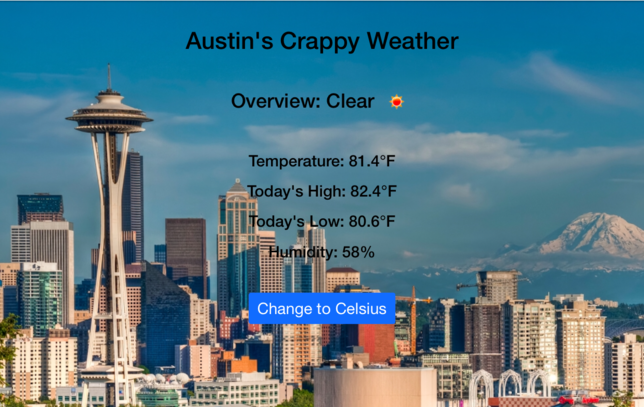 Austin's Crappy Weather
Overview: Clear
Temperature: 81.4°F
Today's High: 82.4°F
Today's Low: 80.6°F
Humidity: 58%
Change to Celsius